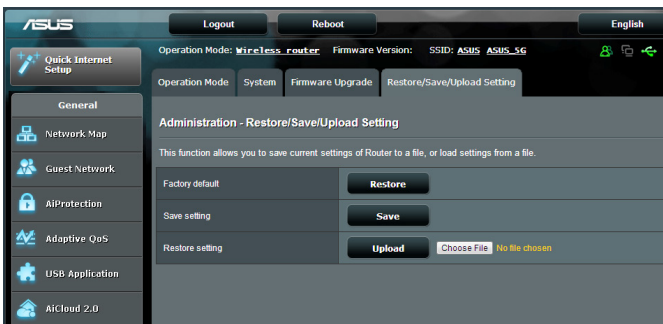 ASUS
Logout
Reboot
English
Quick Internet
Setup
Operation Mode: Wireless router Firmware Version: SSID: ASUS ASUS_5G
Operation Mode
System
Firmware Upgrade
Restore/Save/Upload Setting
General
Network Map
Guest Network
AiProtection
Adaptive QoS
USB Application
AiCloud 2.0
Administration - Restore/Save/Upload Setting
This function allows you to save current settings of Router to a file, or load settings from a file.
Factory default Restore
Save setting Save
Restore setting Upload Choose File No file chosen